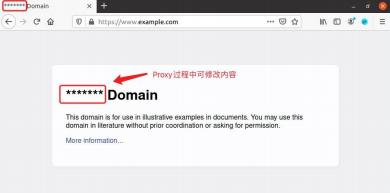 ******* Domain
https://www.example.com
Proxy过程中可修改内容
******* Domain
This domain is for use in illustrative examples in documents. You may use this
domain in literature without prior coordination or asking for permission.
More information...